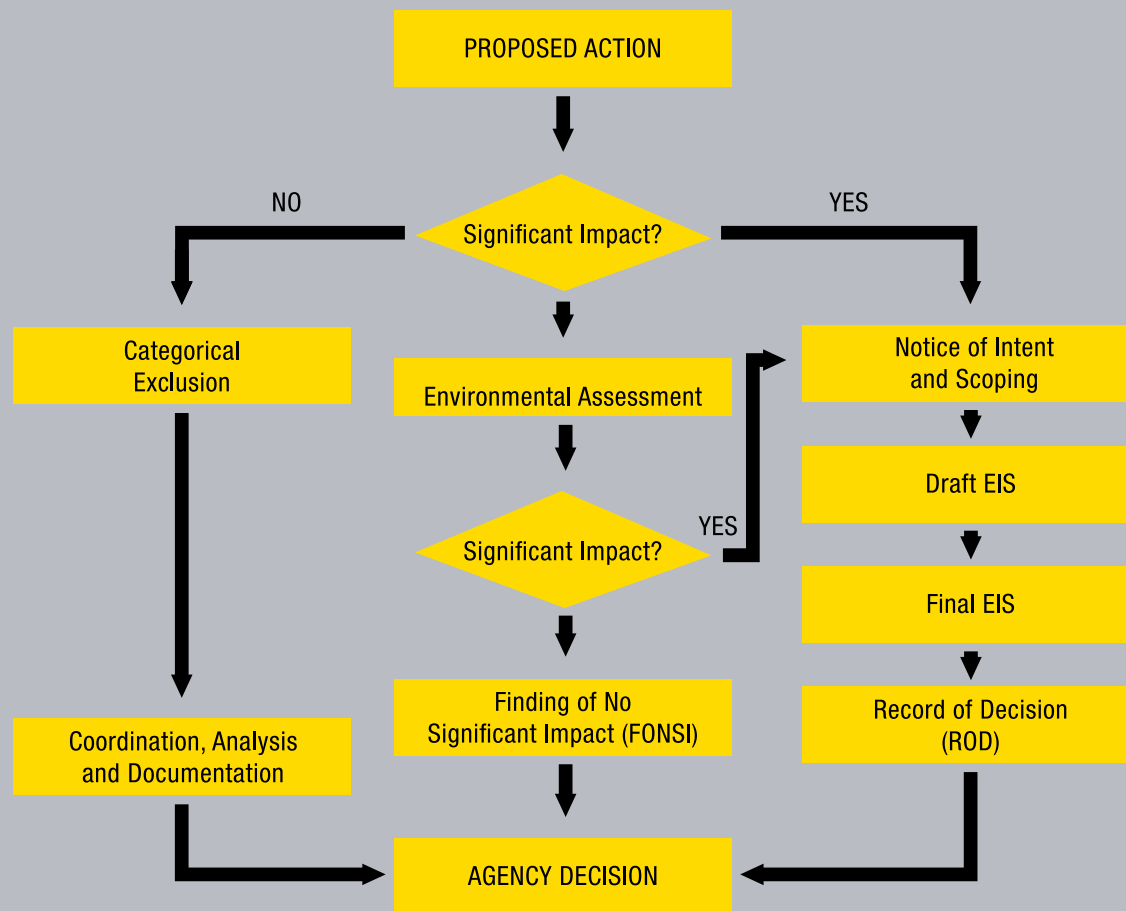 PROPOSED ACTION
NO
YES
Significant Impact?
Categorical
Exclusion
Environmental Assessment
Notice of Intent
and Scoping
Draft EIS
YES
Significant Impact?
Final EIS
Finding of No
Significant Impact (FONSI)
Record of Decision
(ROD)
Coordination, Analysis
and Documentation
AGENCY DECISION